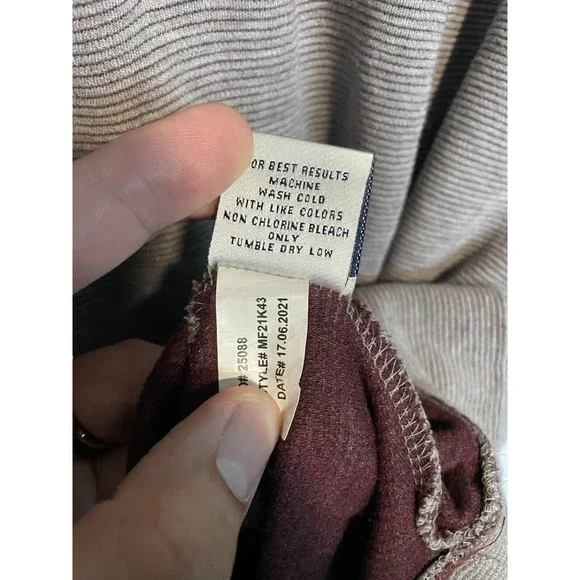 OR BEST RESULTS
MACHINE
WASH COLD
WITH LIKE COLORS
NON CHLORINE BLEACH
ONLY
TUMBLE DRY LOW
O# 25088
TYLE# MF21K43
DATE# 17.06.2021